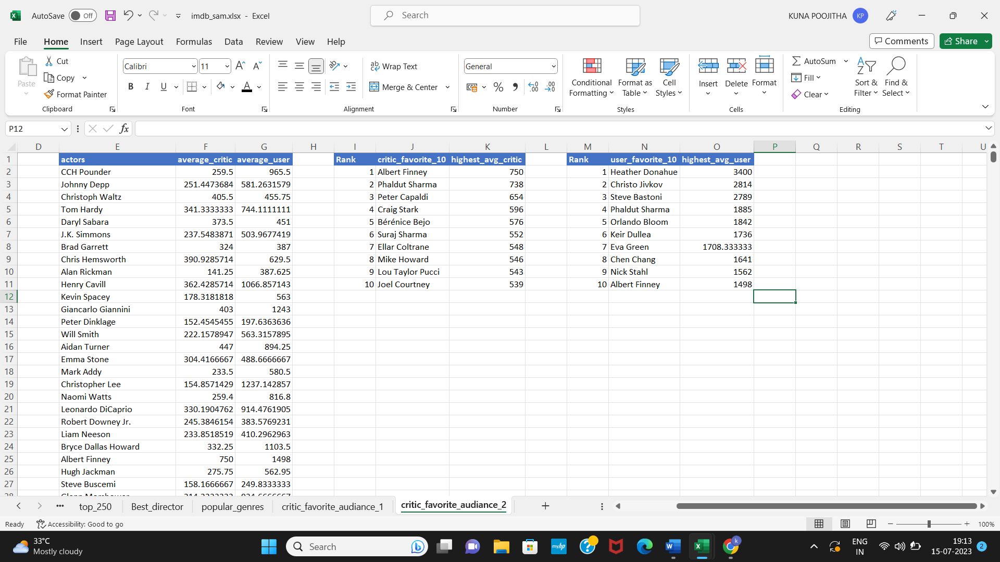 AutoSave Off imdb_sam.xlsx - Excel Search KUNA POOJITHA KP
File Home Insert Page Layout Formulas Data Review View Help Comments Share
Paste Cut Copy Format Painter Clipboard
Calibri 11 B I U Font
Wrap Text Merge & Center Alignment
General % Number
Conditional Formatting Format as Table Cell Styles Styles
Insert Delete Format Cells
AutoSum Fill Clear Sort & Filter Find & Select Editing
P12 fx
D E F G H I J K L M N O P Q R S T U
1 actors average_critic average_user Rank critic_favorite_10 highest_avg_critic Rank user_favorite_10 highest_avg_user
2 CCH Pounder 259.5 965.5 1 Albert Finney 750 1 Heather Donahue 3400
3 Johnny Depp 251.4473684 581.2631579 2 Phaldut Sharma 738 2 Christo Jivkov 2814
4 Christoph Waltz 405.5 455.75 3 Peter Capaldi 654 3 Steve Bastoni 2789
5 Tom Hardy 341.3333333 744.1111111 4 Craig Stark 596 4 Phaldut Sharma 1885
6 Daryl Sabara 373.5 451 5 Bérénice Bejo 576 5 Orlando Bloom 1842
7 J.K. Simmons 237.5483871 503.9677419 6 Suraj Sharma 552 6 Keir Dullea 1736
8 Brad Garrett 324 387 7 Ellar Coltrane 548 7 Eva Green 1708.333333
9 Chris Hemsworth 390.9285714 629.5 8 Mike Howard 546 8 Chen Chang 1641
10 Alan Rickman 141.25 387.625 9 Lou Taylor Pucci 543 9 Nick Stahl 1562
11 Henry Cavill 362.4285714 1066.857143 10 Joel Courtney 539 10 Albert Finney 1498
12 Kevin Spacey 178.3181818 563
13 Giancarlo Giannini 403 1243
14 Peter Dinklage 152.4545455 197.6363636
15 Will Smith 222.1578947 563.3157895
16 Aidan Turner 447 894.25
17 Emma Stone 304.4166667 488.6666667
18 Mark Addy 233.5 580.5
19 Christopher Lee 154.8571429 1237.142857
20 Naomi Watts 259.4 816.8
21 Leonardo DiCaprio 330.1904762 914.4761905
22 Robert Downey Jr. 245.3846154 383.5769231
23 Liam Neeson 233.8518519 410.2962963
24 Bryce Dallas Howard 332.25 1103.5
25 Albert Finney 750 1498
26 Hugh Jackman 275.75 562.95
27 Steve Buscemi 158.1666667 249.8333333
top_250 Best_director popular_genres critic_favorite_audiance_1 critic_favorite_audiance_2
Ready Accessibility: Good to go 100%
33°C Mostly cloudy Search myhp ENG IN 19:13 15-07-2023 2